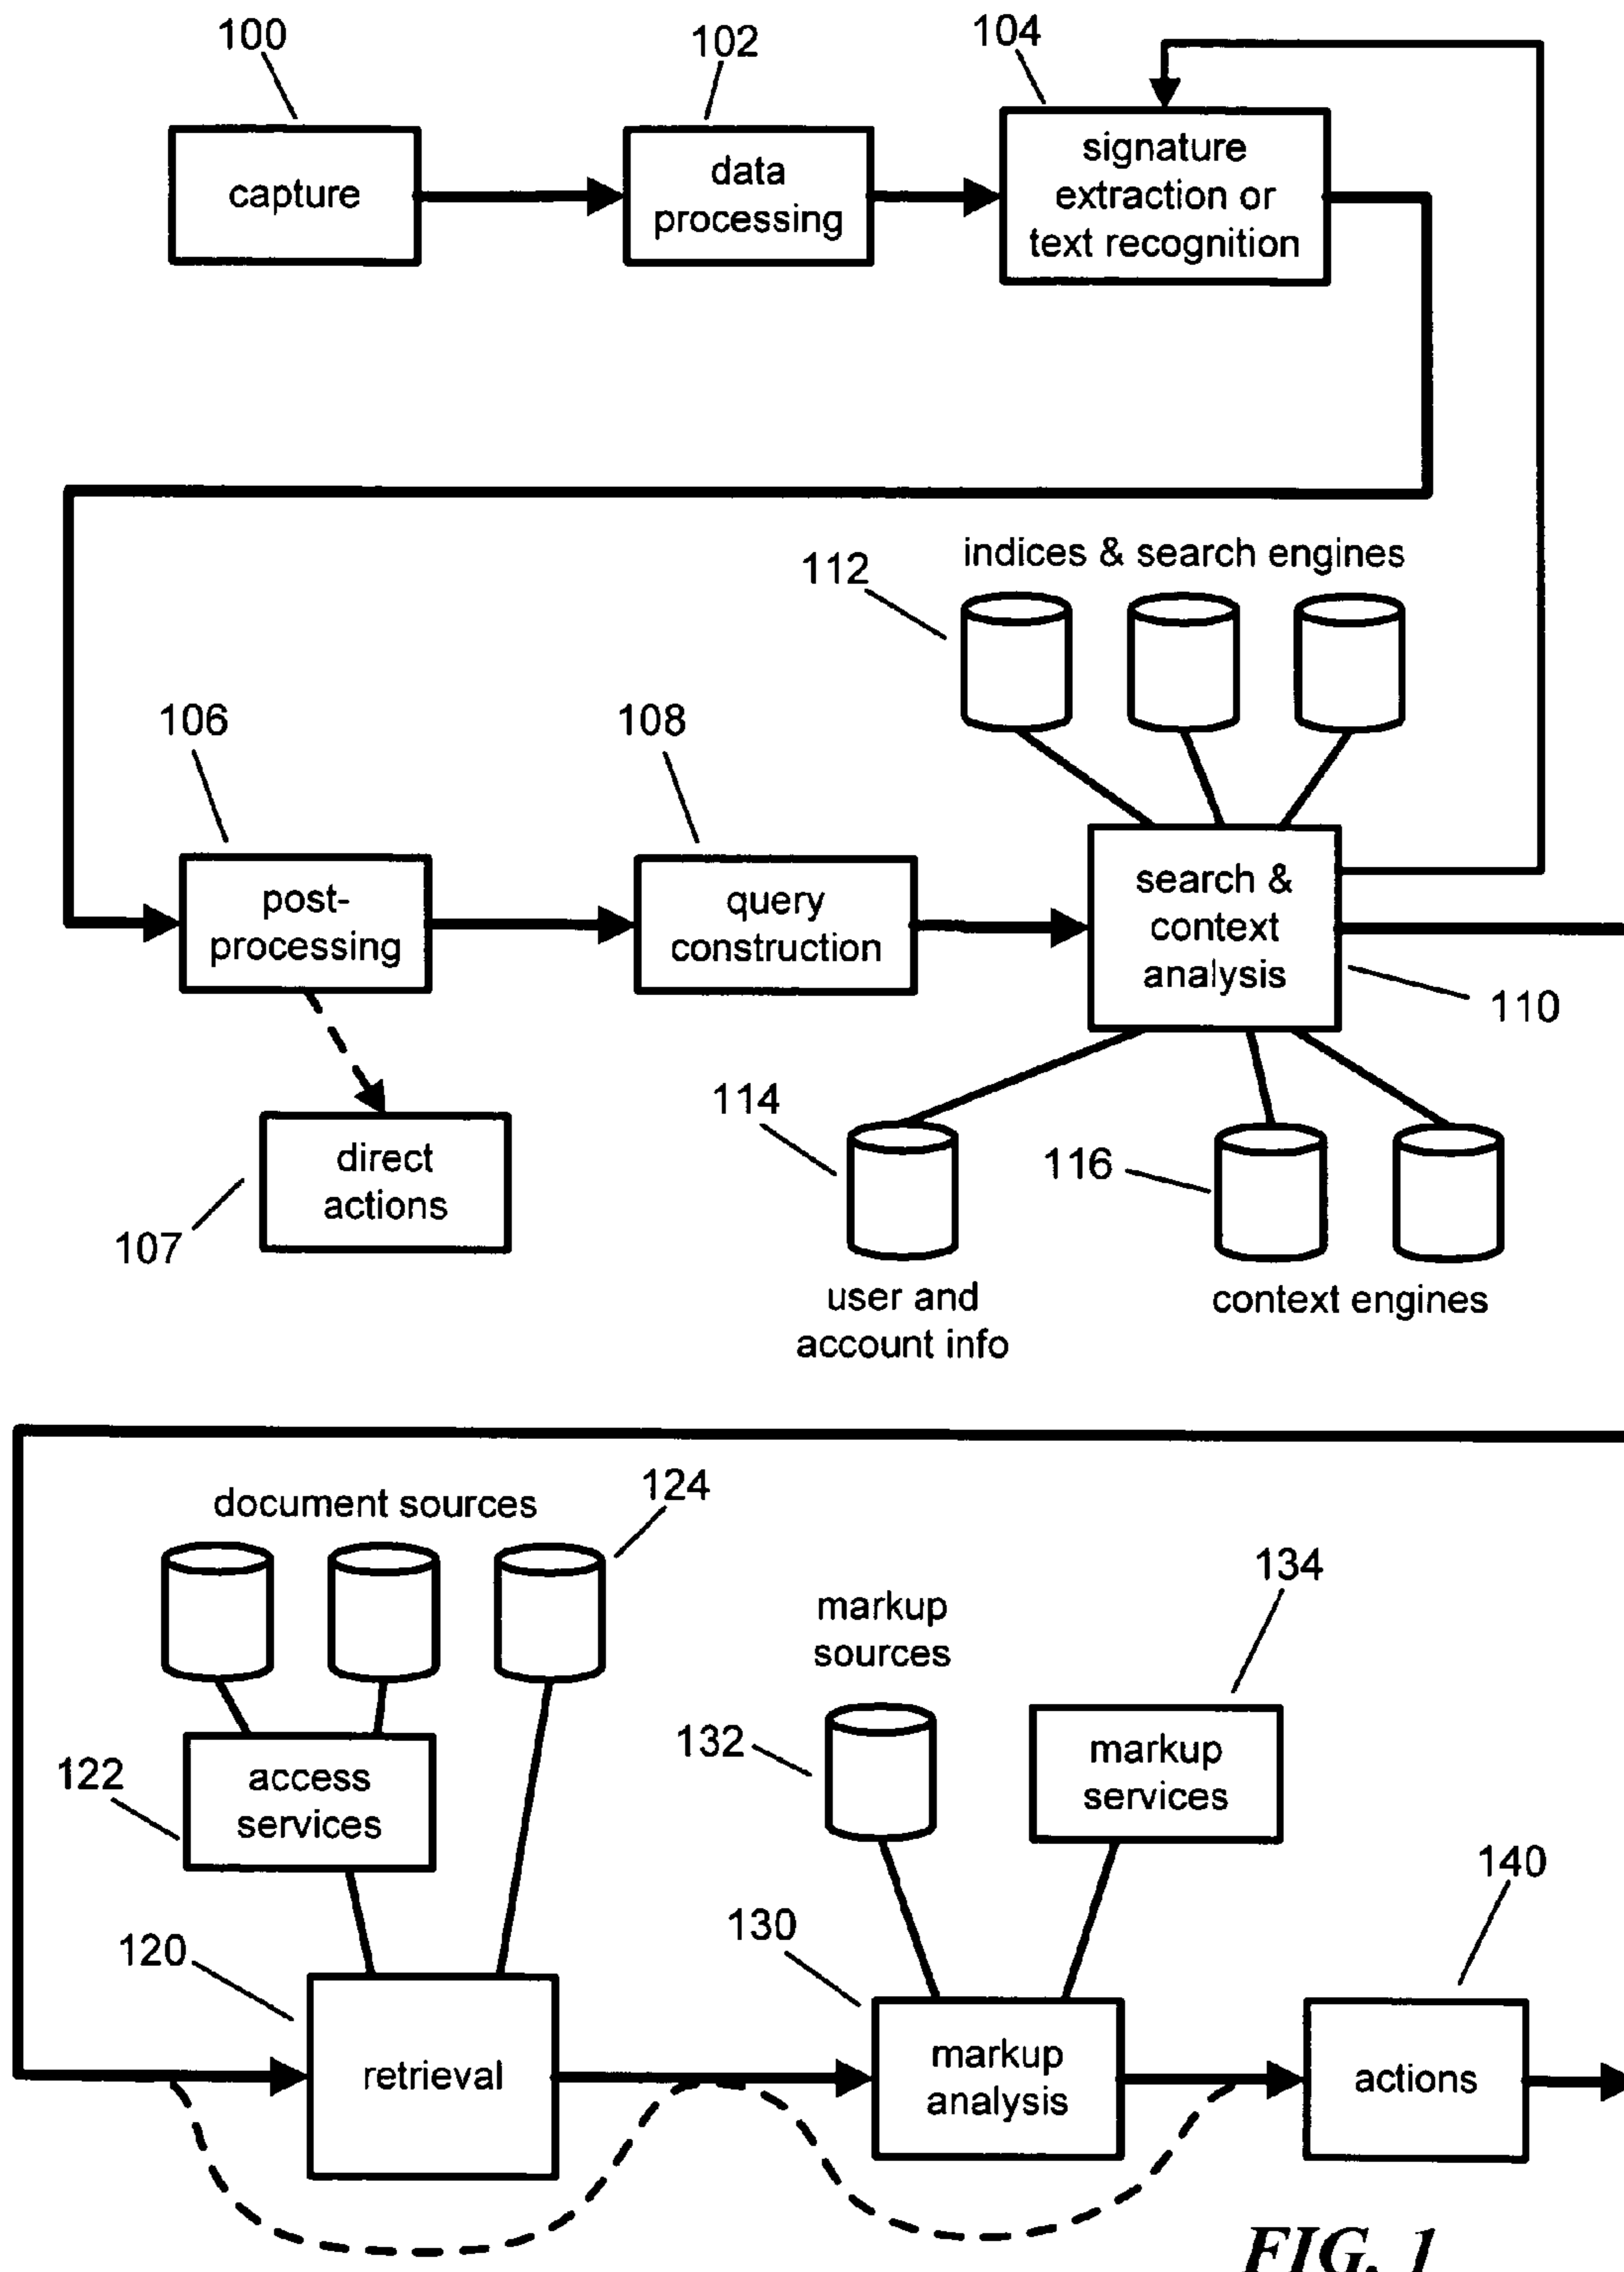 100
102
104
capture
data
processing
signature
extraction or
text recognition
112
indices & search engines
106
108
post-
processing
query
construction
search &
context
analysis
110
114
116
direct
actions
107
user and
account info
context engines
document sources
124
134
markup
sources
132
markup
services
122
access
services
140
130
120
retrieval
markup
analysis
actions
FIG. 1